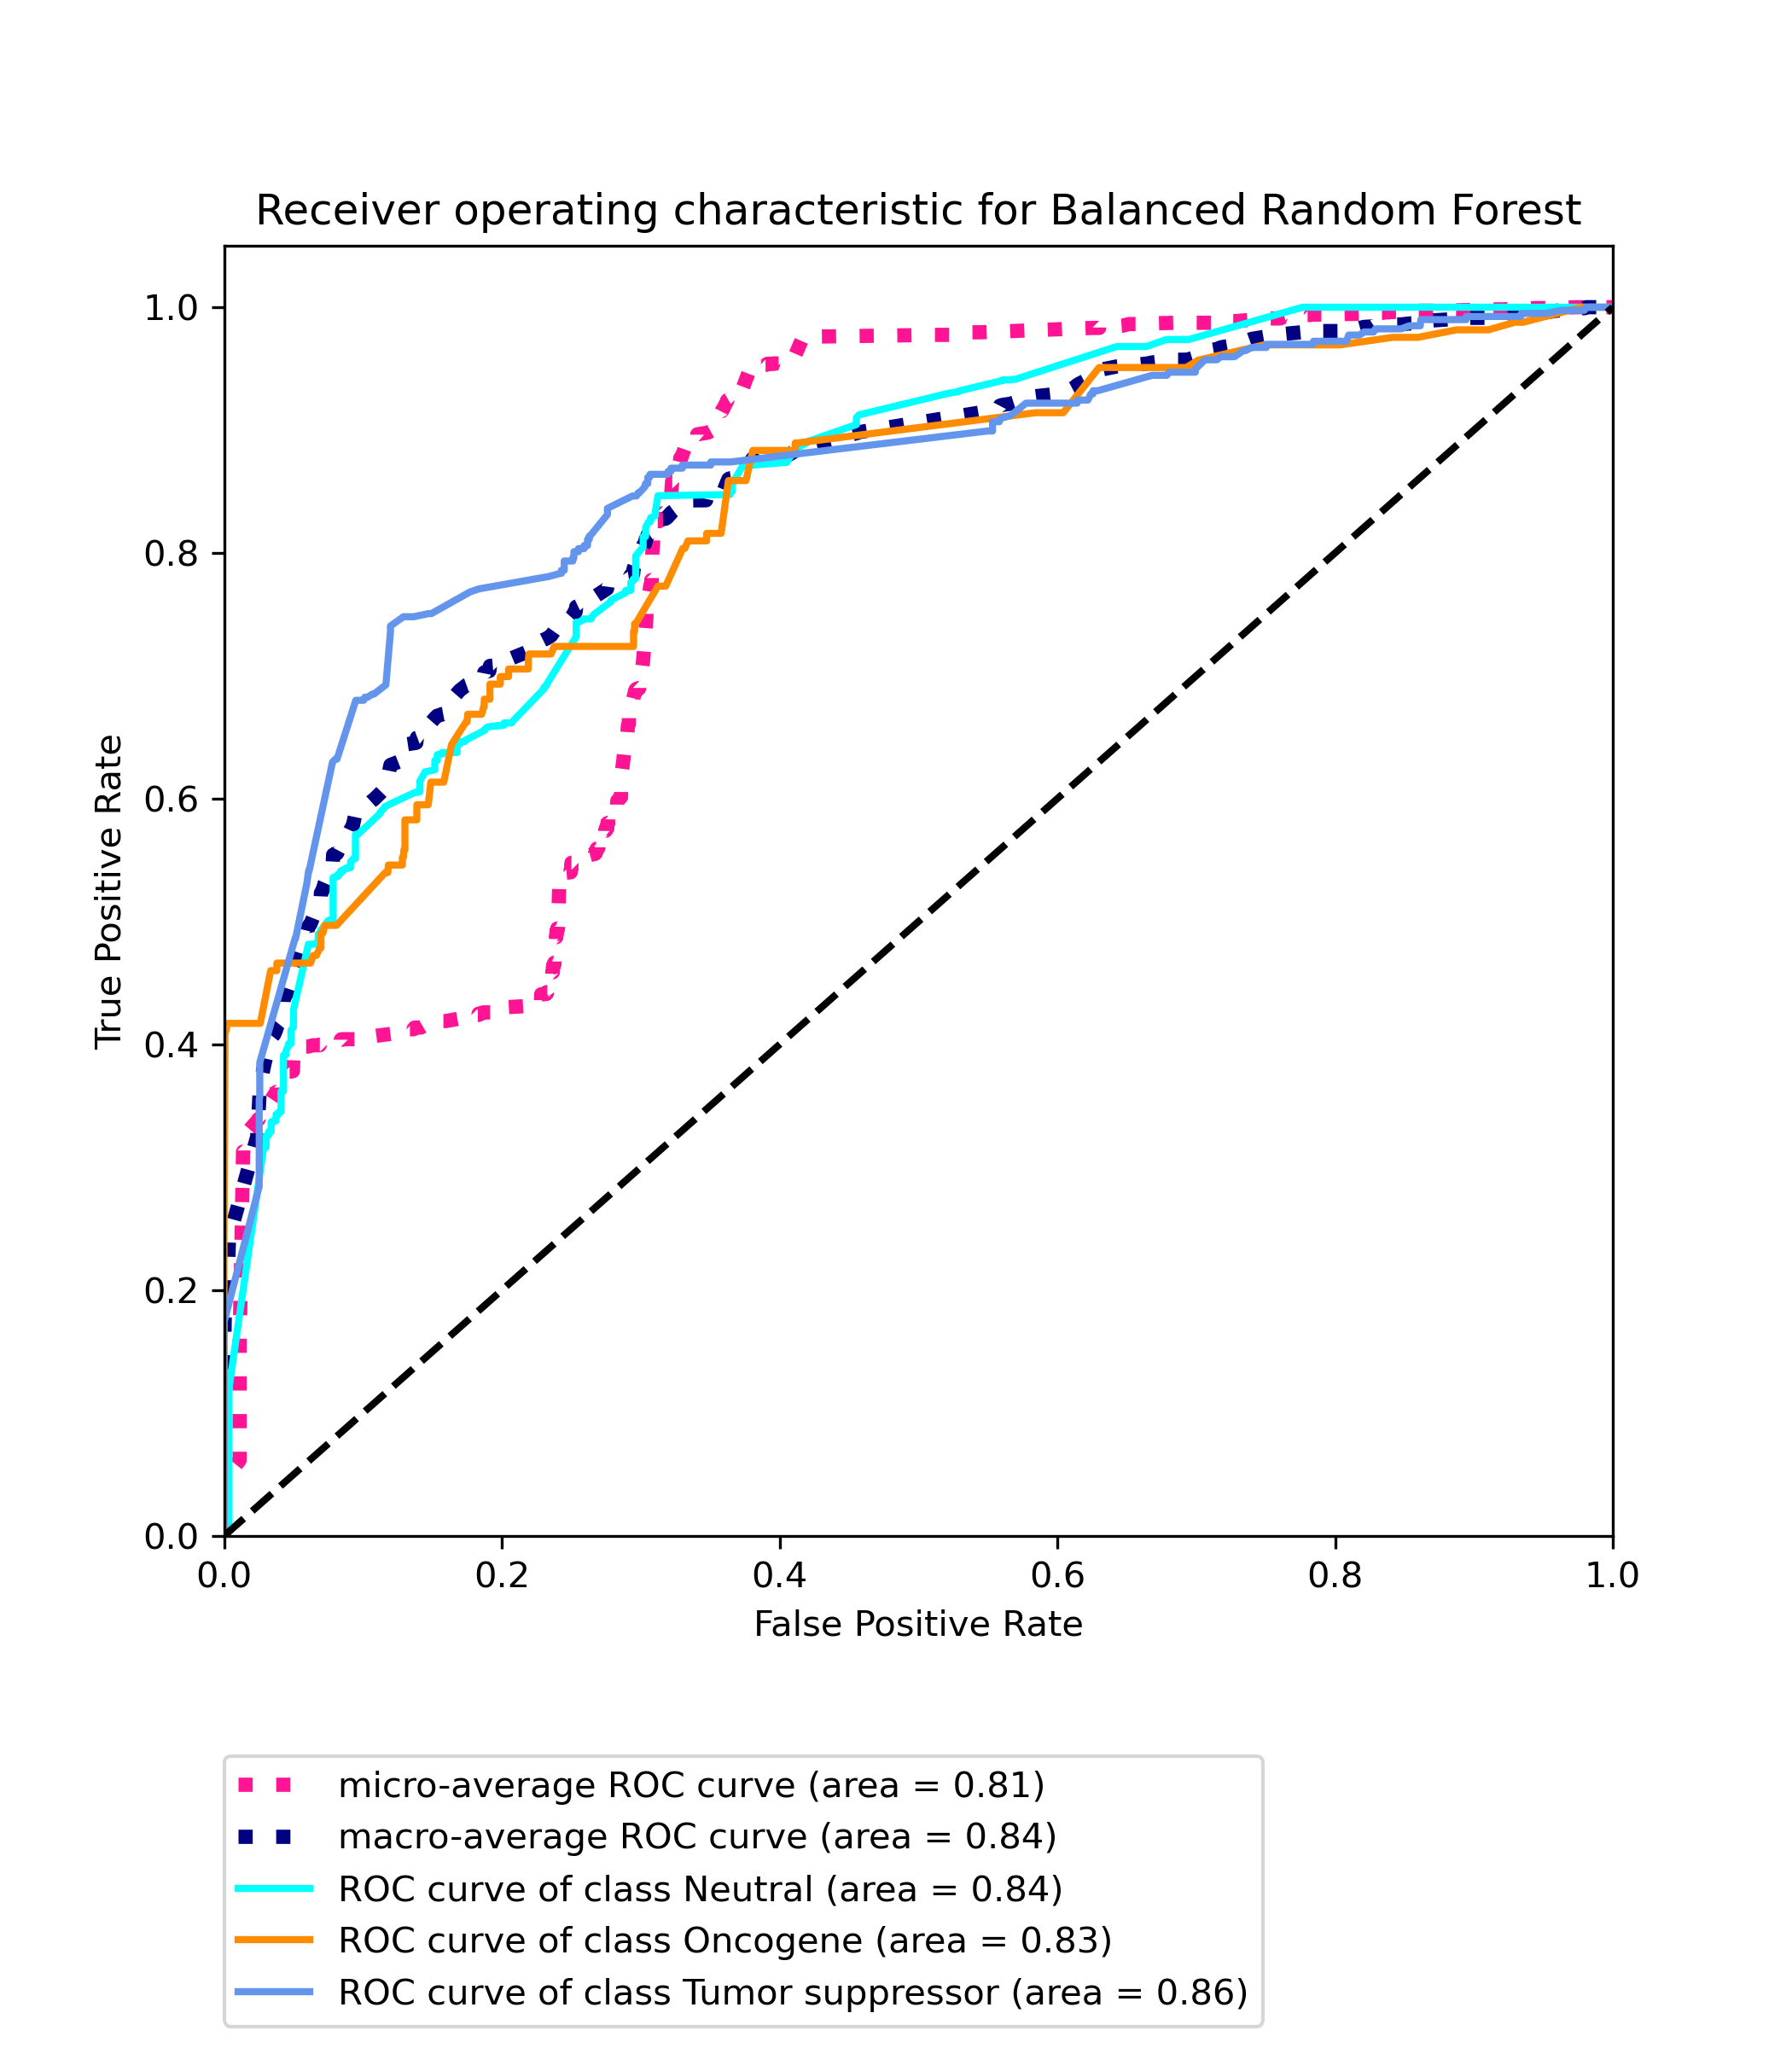 Receiver operating characteristic for Balanced Random Forest
1.0
0.8
0.6
0.4
0.2
0.0
True Positive Rate
0.0 0.2 0.4 0.6 0.8 1.0
False Positive Rate
micro-average ROC curve (area = 0.81)
macro-average ROC curve (area = 0.84)
ROC curve of class Neutral (area = 0.84)
ROC curve of class Oncogene (area = 0.83)
ROC curve of class Tumor suppressor (area = 0.86)